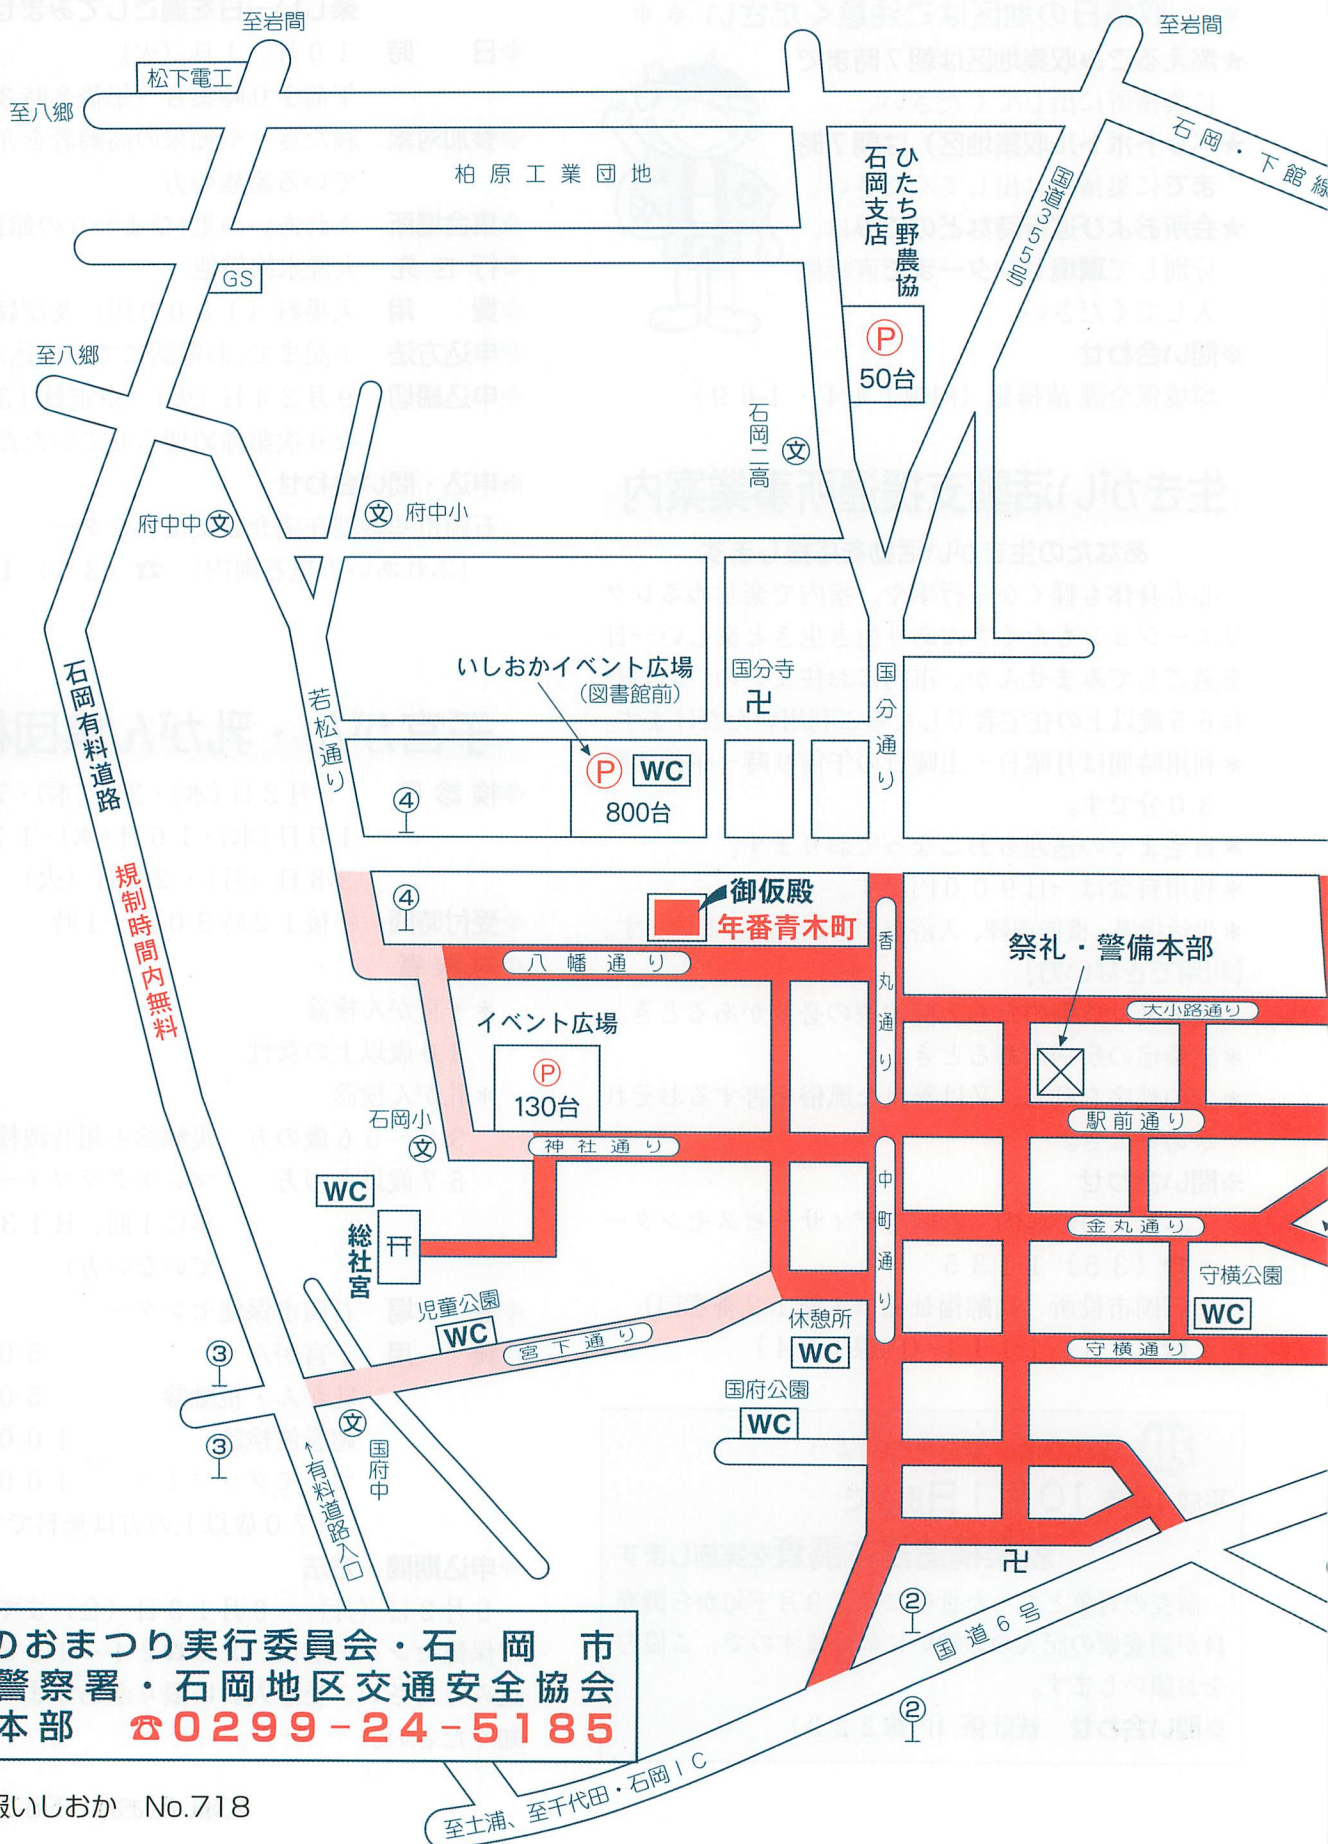 至岩間
至岩間
松下電工
至八郷
石岡・下館線
柏原工業団地
ひたち野農協
石岡支店
国道355号
GS
P
50台
至八郷
石岡二高
文
府中中 文
文 府中小
いしおかイベント広場
(図書館前)
国分寺
卍
国分通り
石岡有料道路
若松通り
P WC
800台
④
規制時間内無料
④
御仮殿
年番青木町
香丸通り
祭礼・警備本部
八幡通り
大小路通り
イベント広場
P
130台
石岡小
文
駅前通り
神社通り
WC
総社宮
中町通り
金丸通り
守横公園
WC
児童公園
WC
宮下通り
休憩所
WC
守横通り
③
国府公園
WC
③
文
国府中
←有料道路入口
卍
②
国道6号
②
のおまつり実行委員会・石岡市
警察署・石岡地区交通安全協会
本部 ☎0299-24-5185
至土浦、至千代田・石岡IC
報いしおか No.718